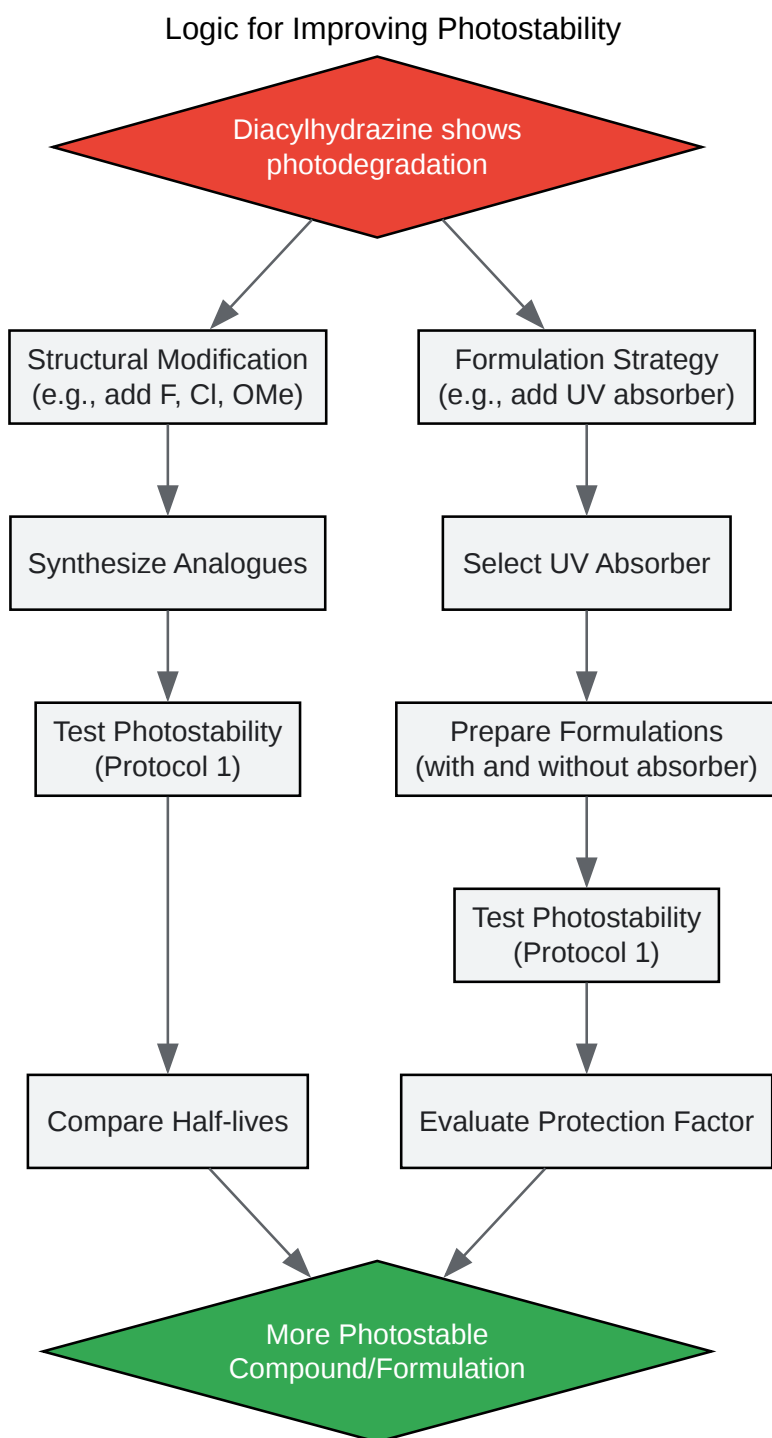 Logic for Improving Photostability
Diacylhydrazine shows
photodegradation
Structural Modification
(e.g., add F, Cl, OMe)
Formulation Strategy
(e.g., add UV absorber)
Synthesize Analogues
Select UV Absorber
Test Photostability
(Protocol 1)
Prepare Formulations
(with and without absorber)
Test Photostability
(Protocol 1)
Compare Half-lives
Evaluate Protection Factor
More Photostable
Compound/Formulation